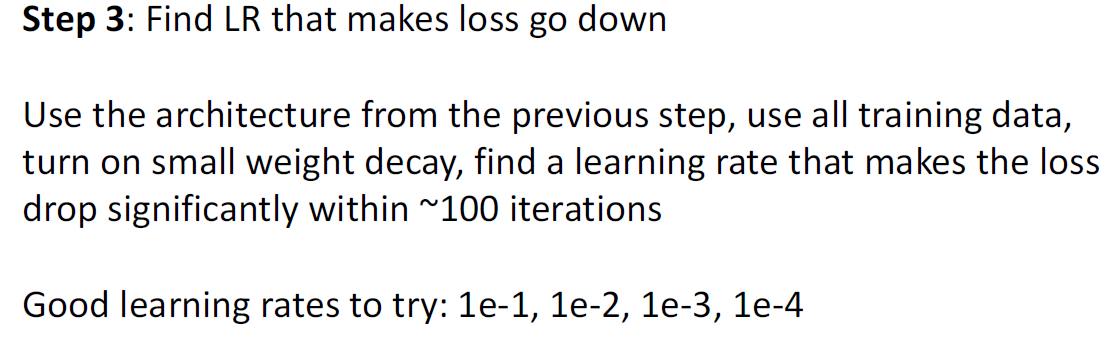 Step 3: Find LR that makes loss go down
Use the architecture from the previous step, use all training data,
turn on small weight decay, find a learning rate that makes the loss
drop significantly within ~100 iterations
Good learning rates to try: 1e-1, 1e-2, 1e-3, 1e-4